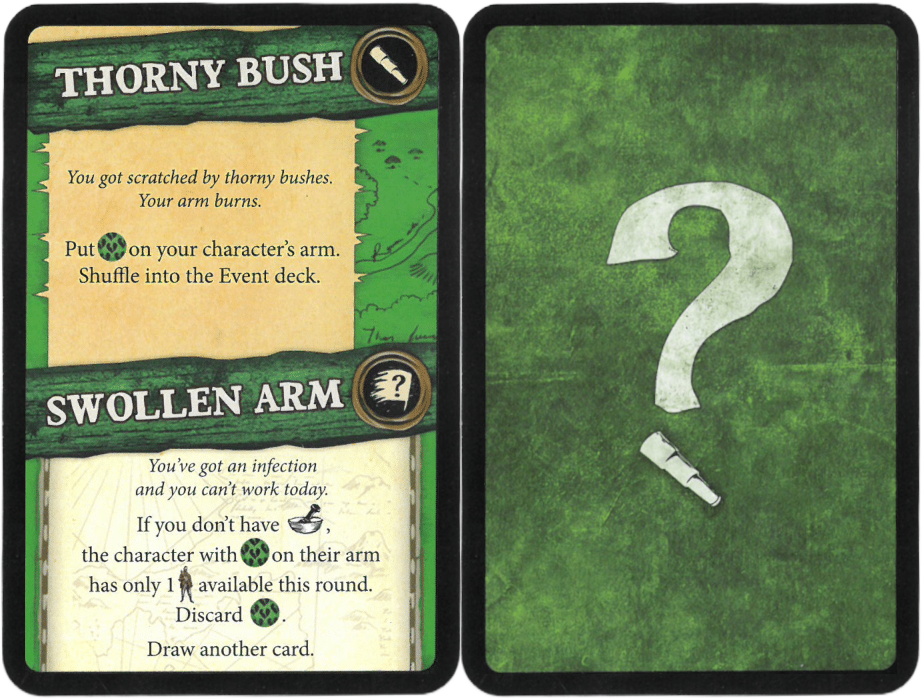 THORNY BUSH
You got scratched by thorny bushes.
Your arm burns.
Put on your character's arm.
Shuffle into the Event deck.
SWOLLEN ARM
?
You've got an infection
and you can't work today.
If you don't have ,
the character with on their arm
has only 1 available this round.
Discard .
Draw another card.
?